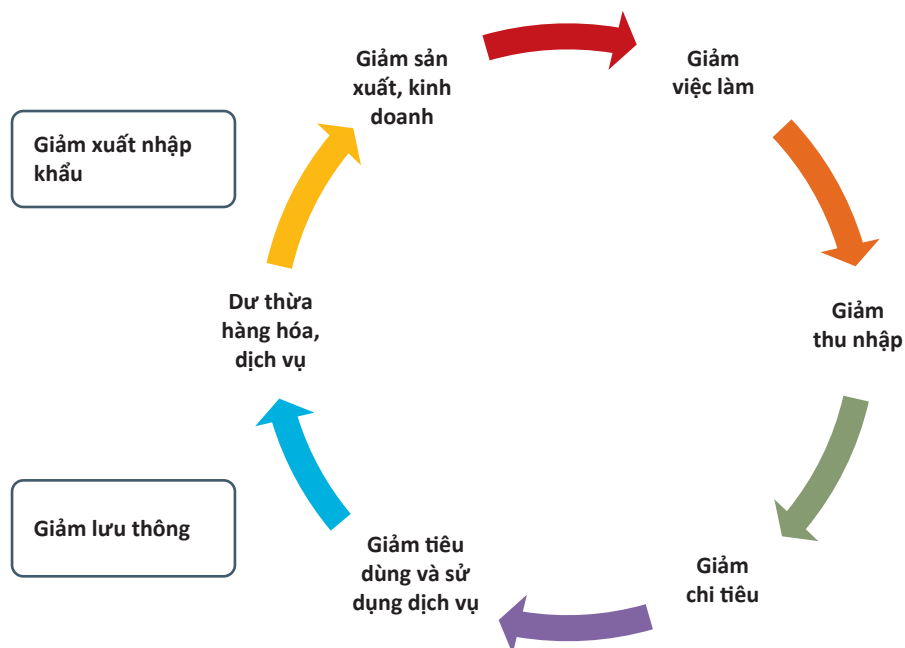 Giảm sản
xuất, kinh
doanh
Giảm
việc làm
Giảm xuất nhập
khẩu
Dư thừa
hàng hóa,
dịch vụ
Giảm
thu nhập
Giảm lưu thông
Giảm tiêu
dùng và sử
dụng dịch vụ
Giảm
chi tiêu